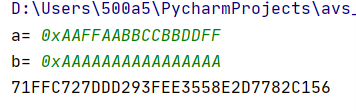 D:\Users\500a5\PycharmProjects\avs_
a= 0xAAFFAABBCCBBDDFF
b= 0xAAAAAAAAAAAAAAAA
71FFC727DDD293FEE3558E2D7782C156